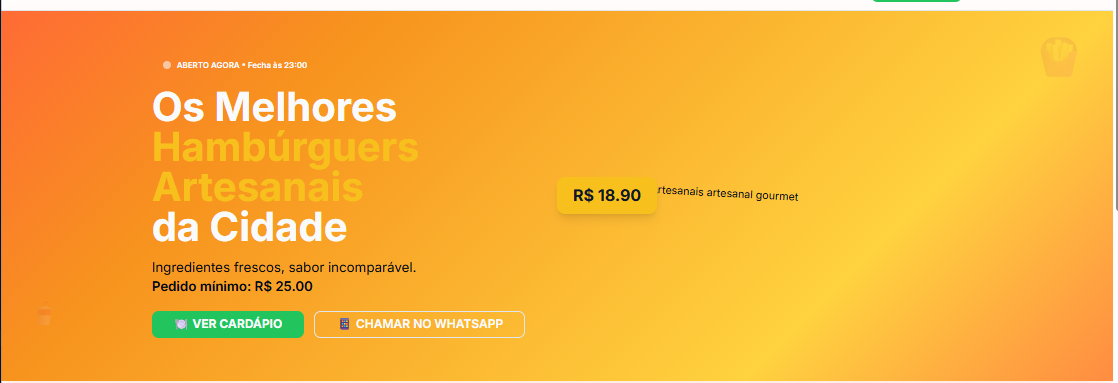 ABERTO AGORA • Fecha às 23:00
Os Melhores
Hambúrguers
Artesanais
da Cidade
R$ 18.90
artesanal gourmet
Ingredientes frescos, sabor incomparável.
Pedido mínimo: R$ 25.00
VER CARDÁPIO
CHAMAR NO WHATSAPP